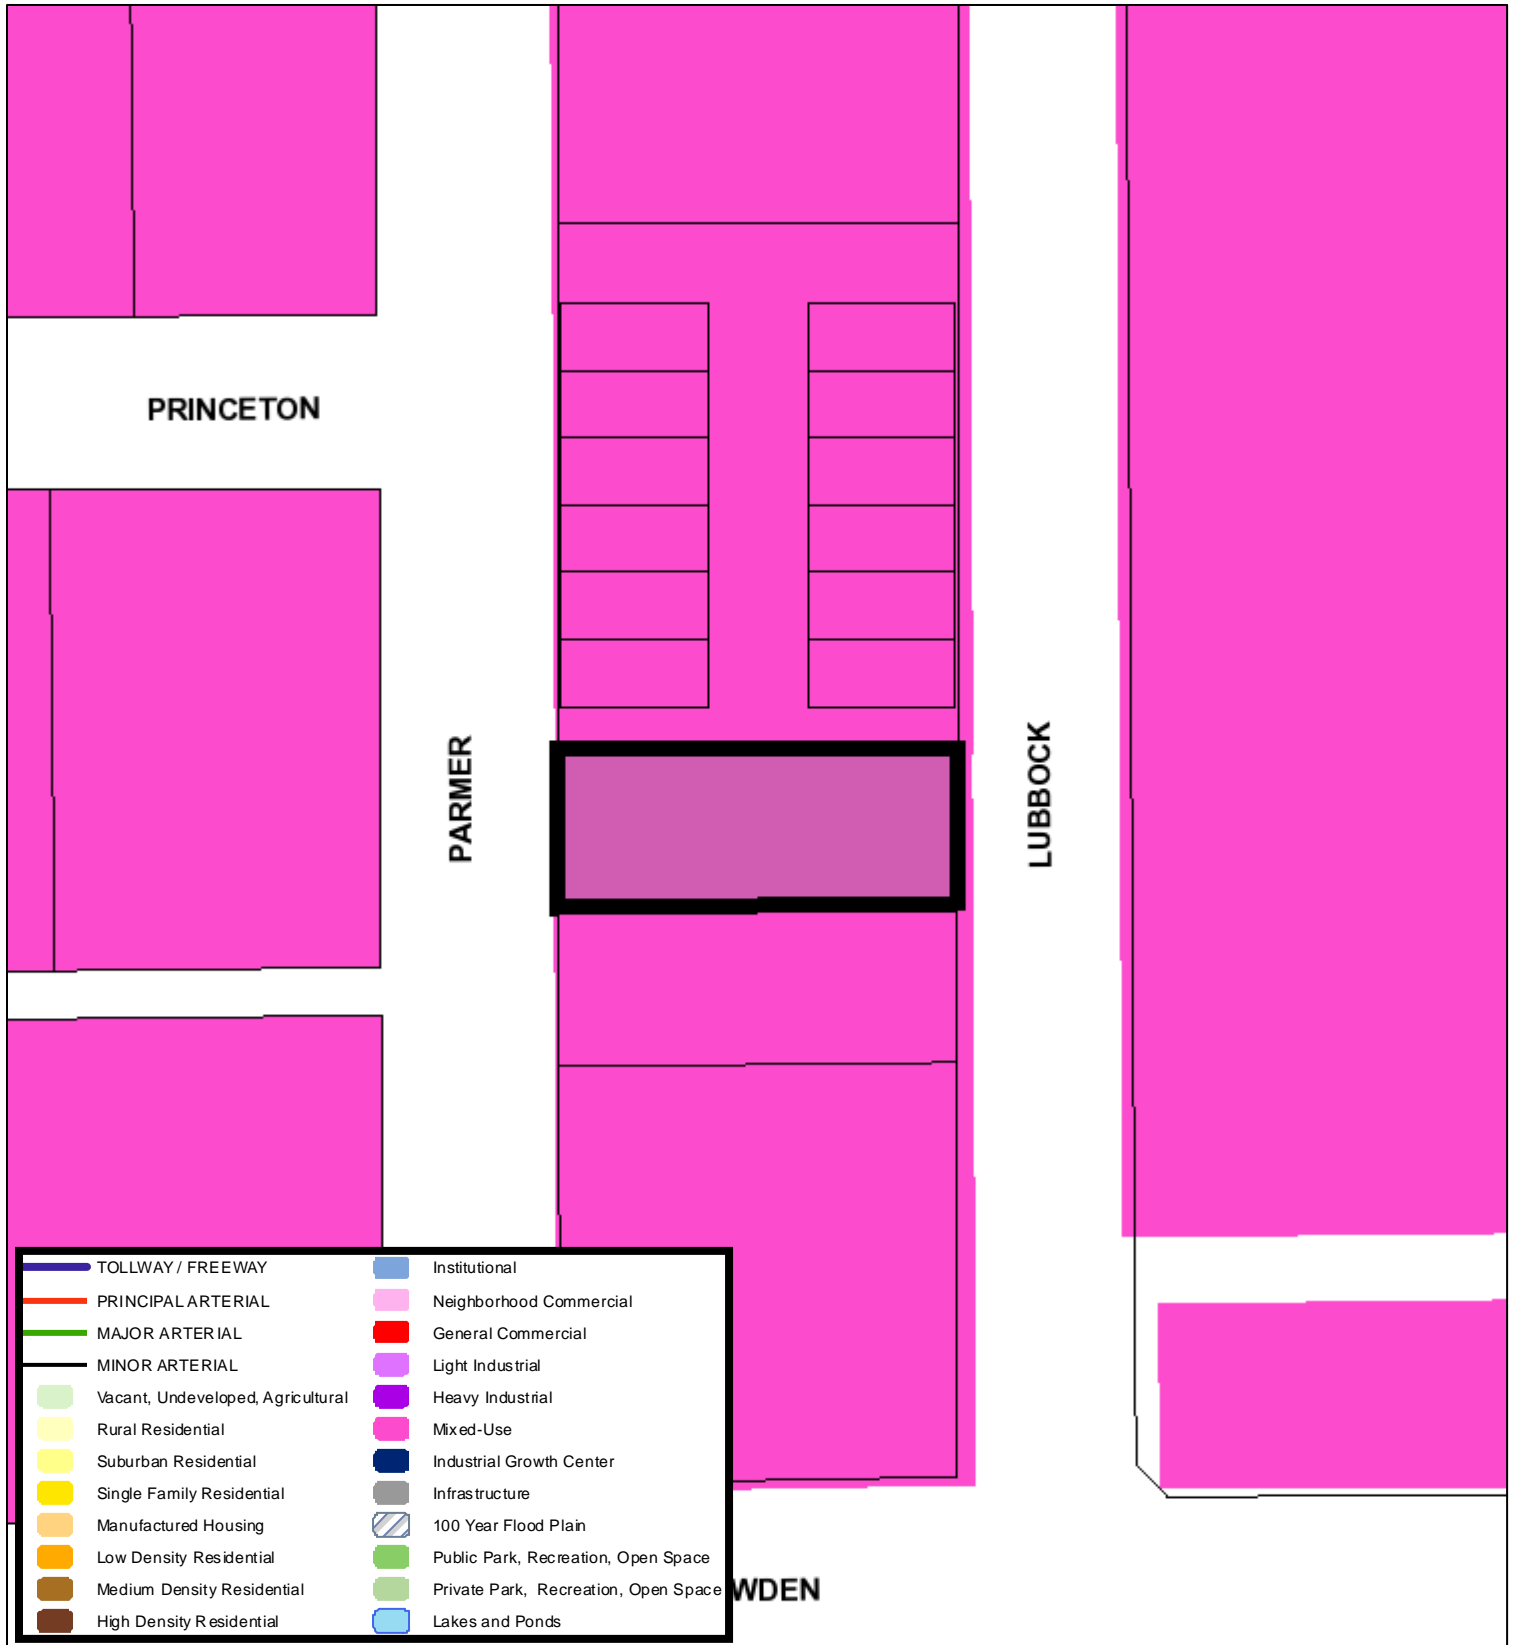 PRINCETON
PARMER
LUBBOCK
TOLLWAY / FREEWAY
PRINCIPAL ARTERIAL
MAJOR ARTERIAL
MINOR ARTERIAL
Vacant, Undeveloped, Agricultural
Rural Residential
Suburban Residential
Single Family Residential
Manufactured Housing
Low Density Residential
Medium Density Residential
High Density Residential
Institutional
Neighborhood Commercial
General Commercial
Light Industrial
Heavy Industrial
Mixed-Use
Industrial Growth Center
Infrastructure
100 Year Flood Plain
Public Park, Recreation, Open Space
Private Park, Recreation, Open Space
Lakes and Ponds
WDEN